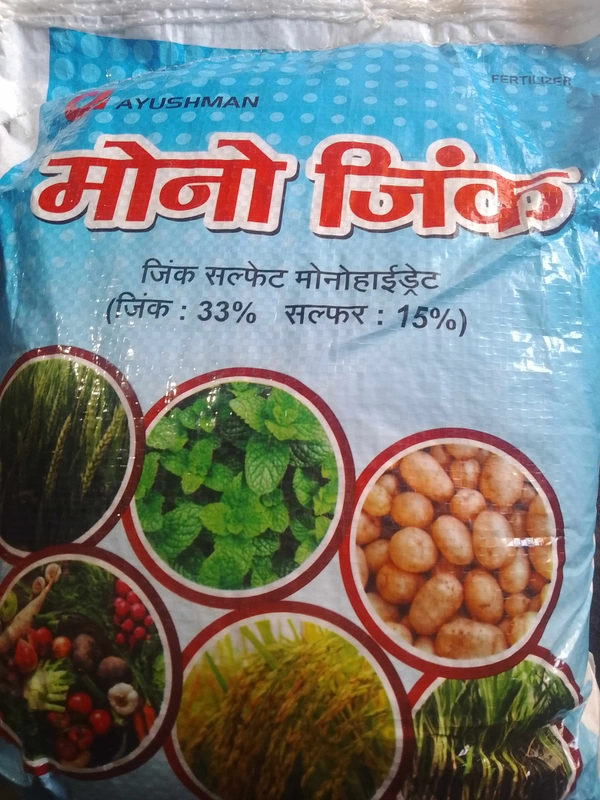 FERTILIZER
AYUSHMAN
मोनो जिंक
जिंक सल्फेट मोनोहाईड्रेट
(जिंक : 33% सल्फर : 15%)